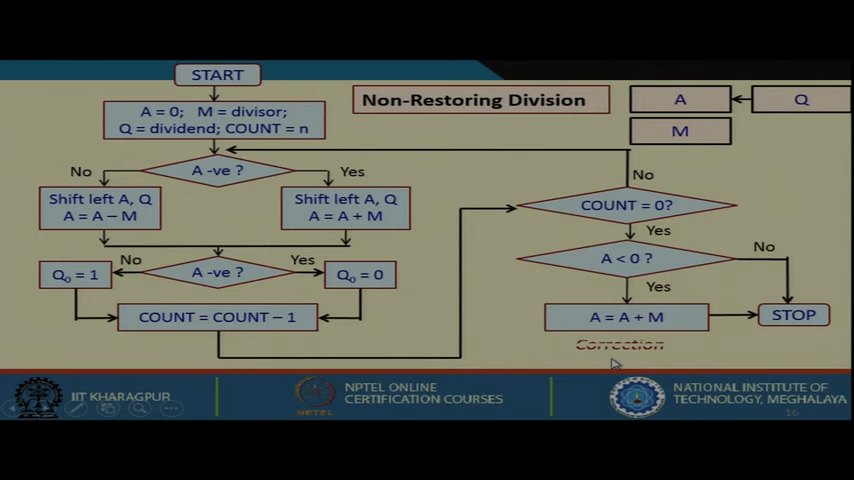 START
Non-Restoring Division
A
Q
M
A = 0; M = divisor;
Q = dividend; COUNT = n
A -ve ?
No
Yes
Shift left A, Q
A = A – M
Shift left A, Q
A = A + M
A -ve ?
No
Yes
Q₀ = 1
Q₀ = 0
COUNT = COUNT – 1
COUNT = 0?
No
Yes
A < 0 ?
No
Yes
A = A + M
STOP
Correction
IIT KHARAGPUR
NPTEL
NPTEL ONLINE
CERTIFICATION COURSES
NATIONAL INSTITUTE OF
TECHNOLOGY, MEGHALAYA
16